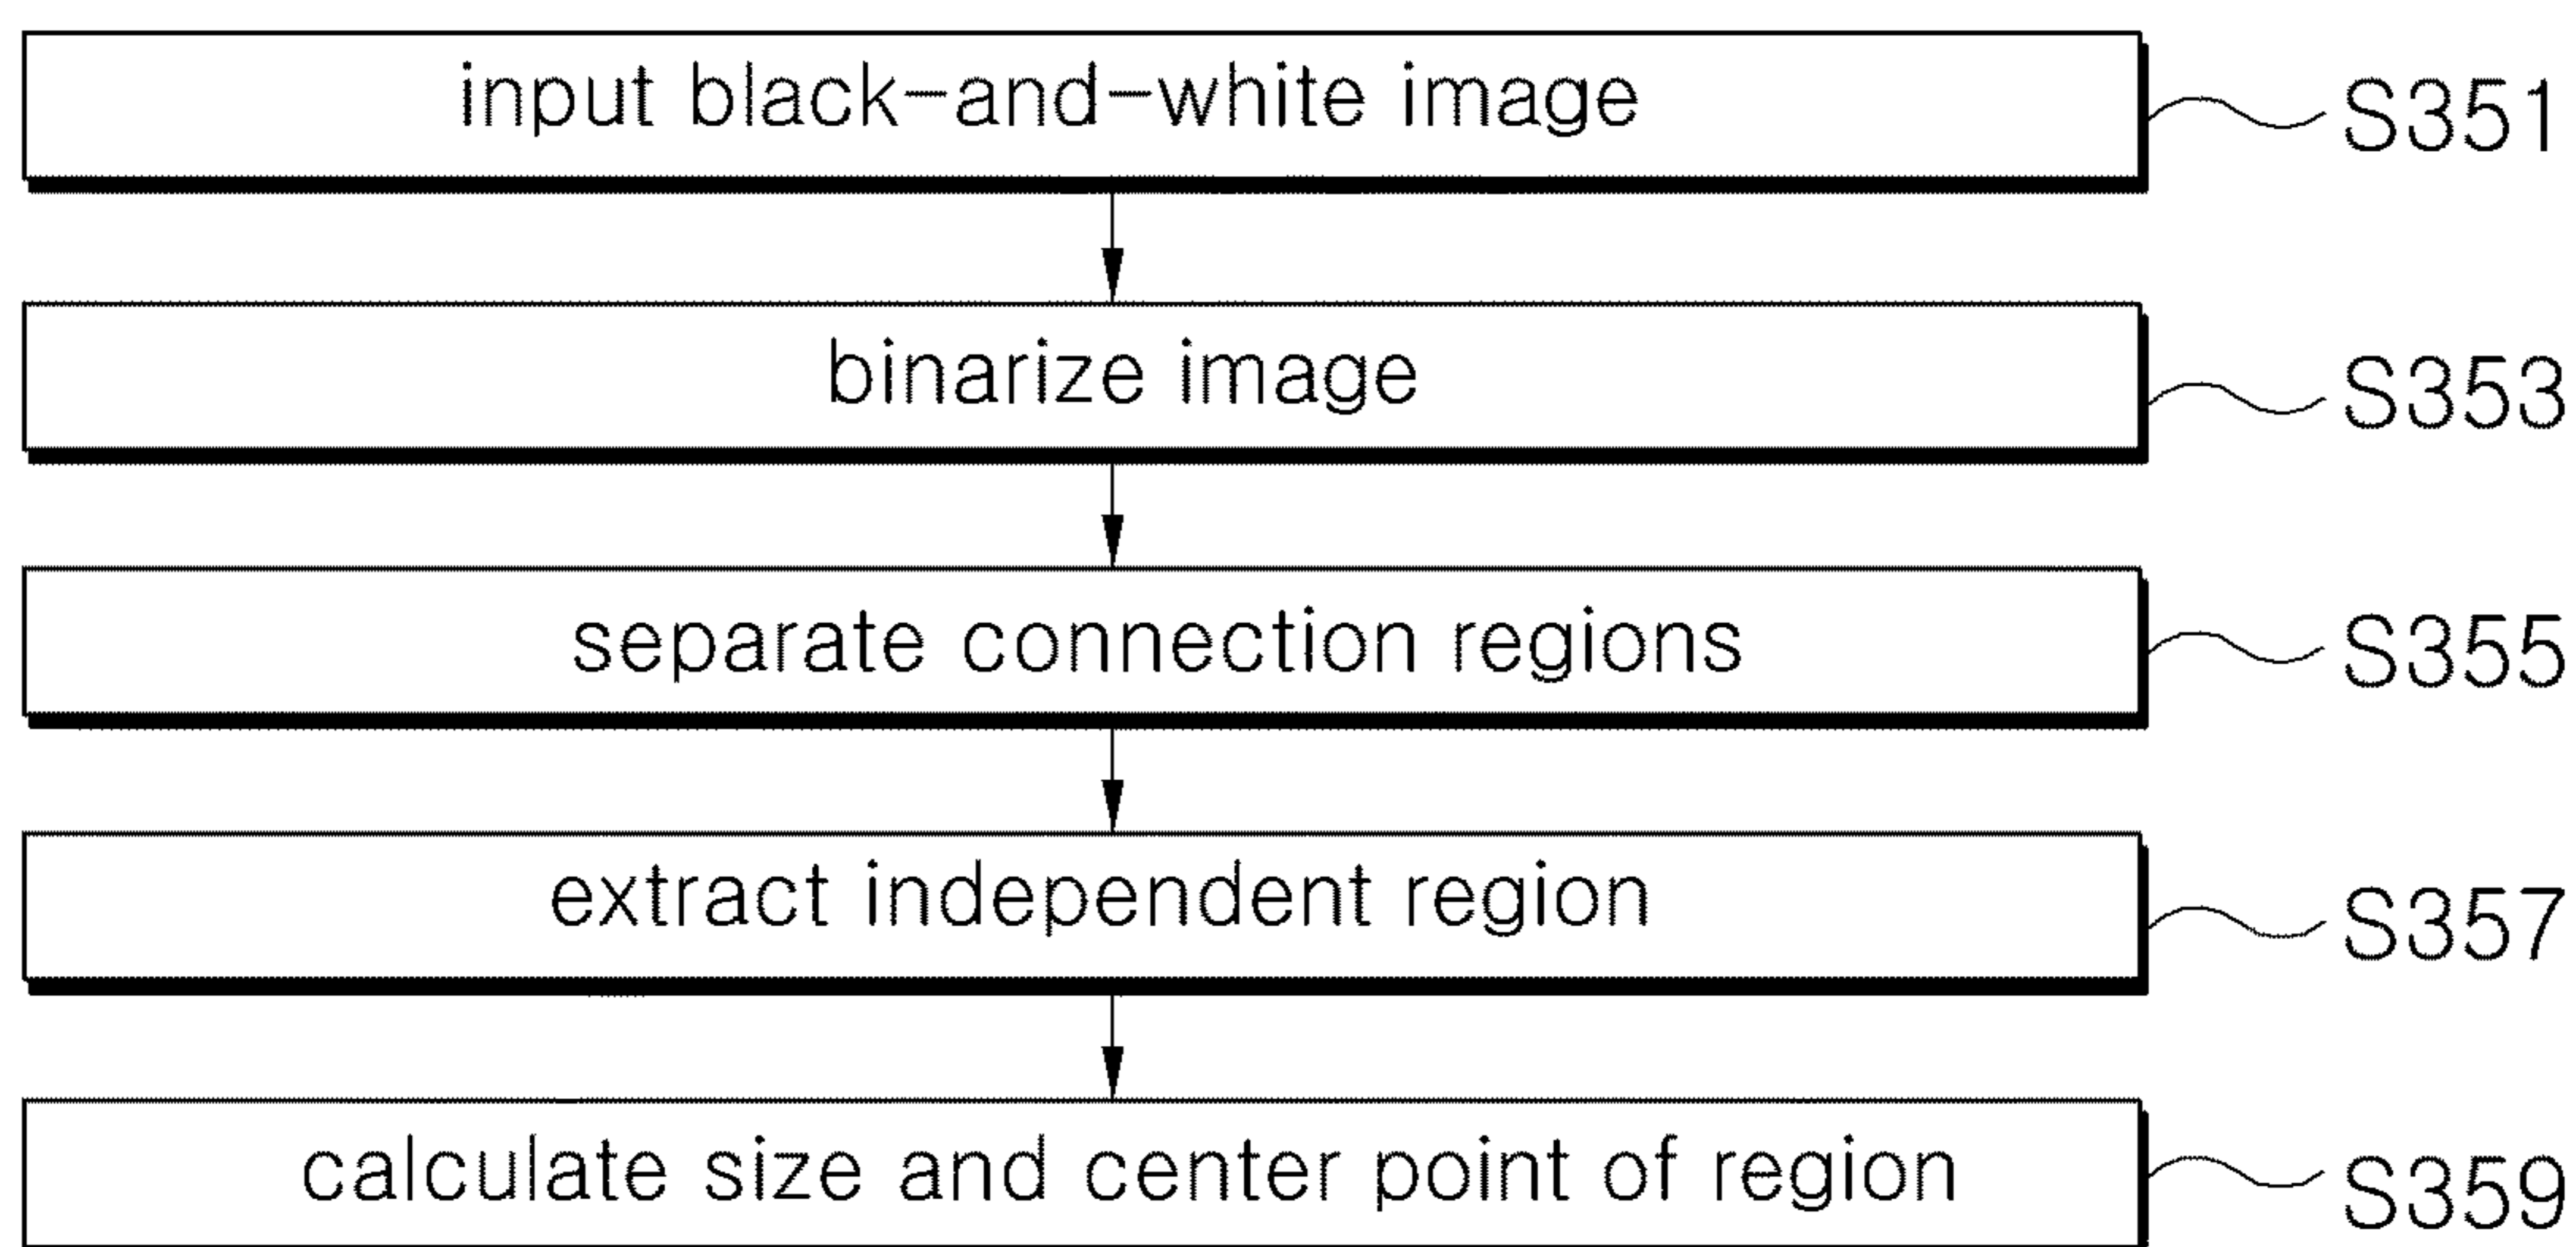 input black-and-white image S351
binarize image S353
separate connection regions S355
extract independent region S357
calculate size and center point of region S359